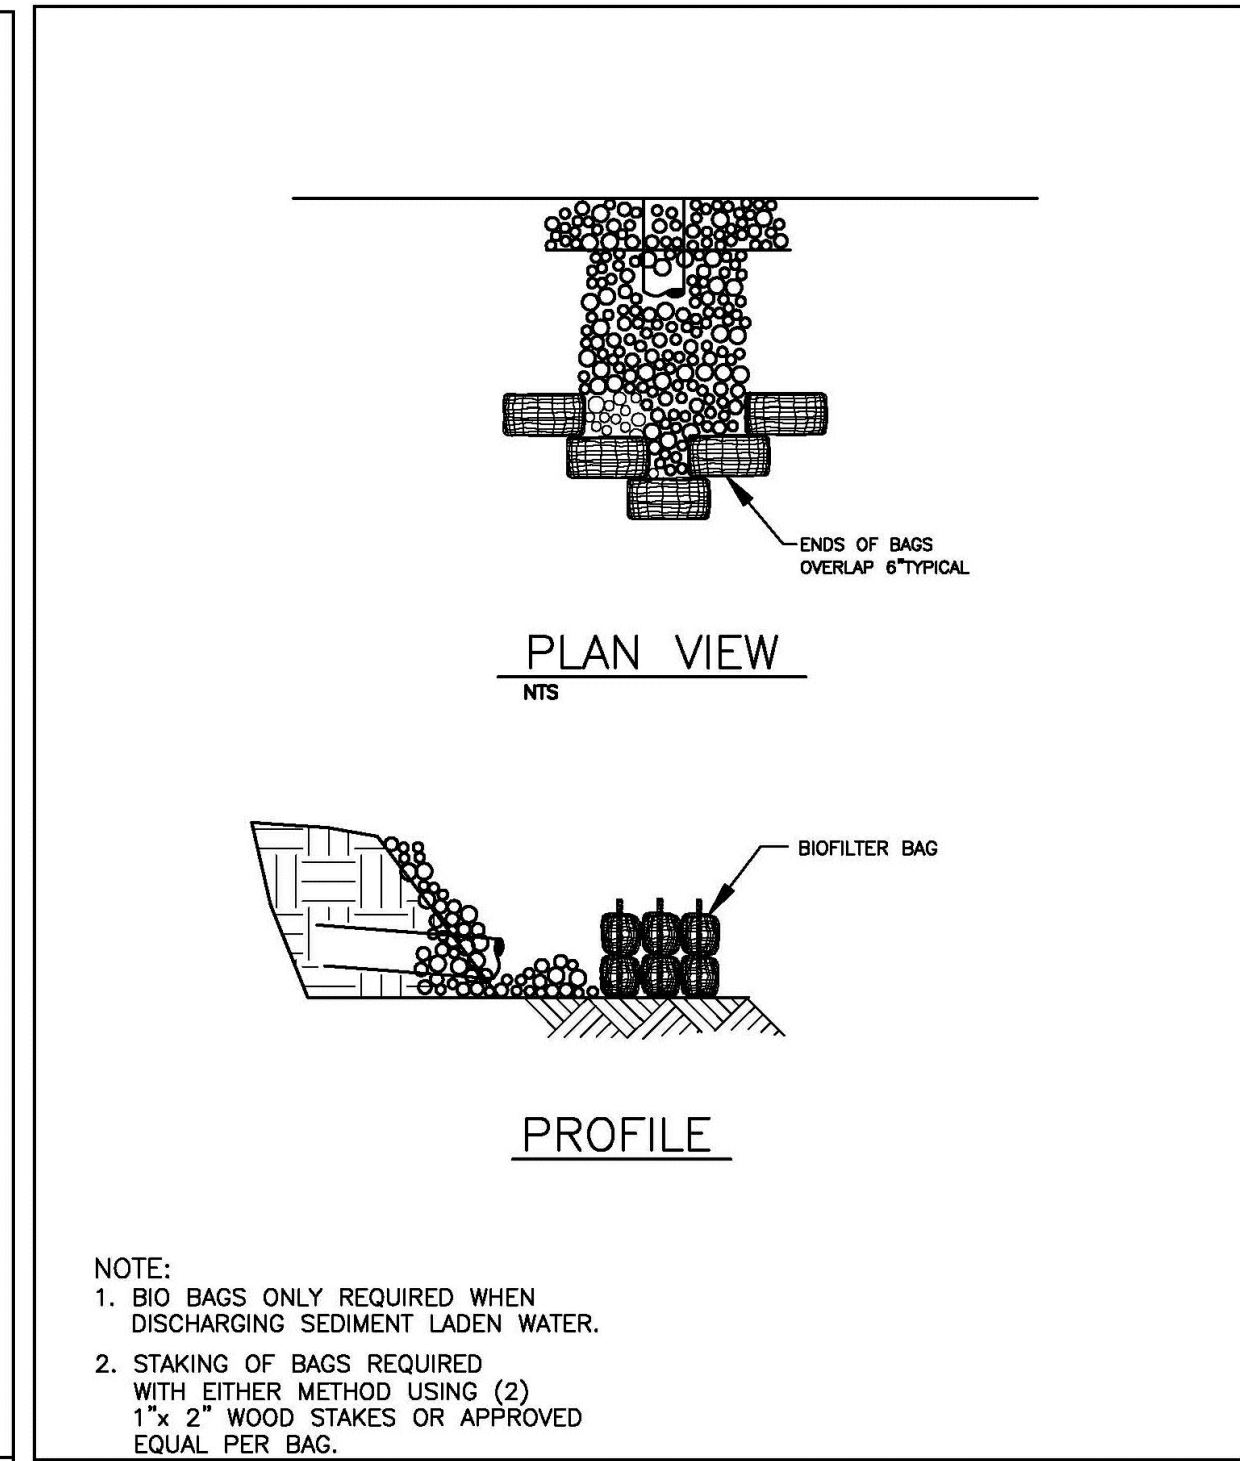 ENDS OF BAGS
OVERLAP 6"TYPICAL
PLAN VIEW
NTS
BIOFILTER BAG
PROFILE
NOTE:
1. BIO BAGS ONLY REQUIRED WHEN
DISCHARGING SEDIMENT LADEN WATER.
2. STAKING OF BAGS REQUIRED
WITH EITHER METHOD USING (2)
1"x 2" WOOD STAKES OR APPROVED
EQUAL PER BAG.